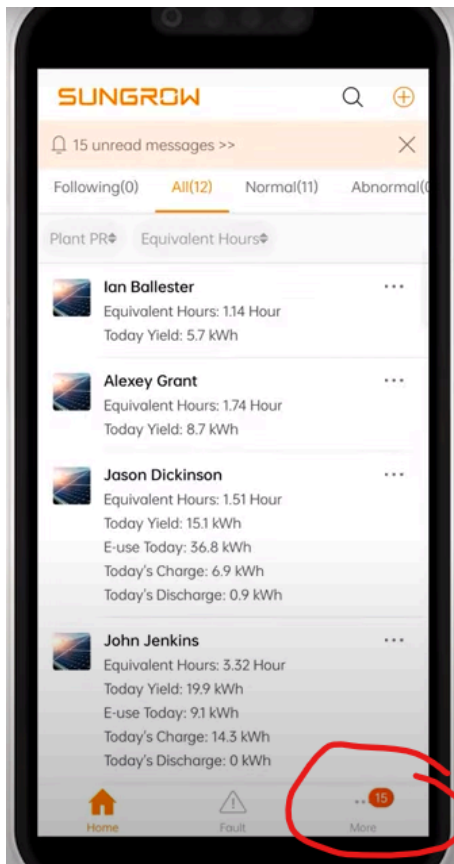 SUNGROW
15 unread messages >>
Following(0) All(12) Normal(11) Abnormal(
Plant PR Equivalent Hours
Ian Ballester
Equivalent Hours: 1.14 Hour
Today Yield: 5.7 kWh
Alexey Grant
Equivalent Hours: 1.74 Hour
Today Yield: 8.7 kWh
Jason Dickinson
Equivalent Hours: 1.51 Hour
Today Yield: 15.1 kWh
E-use Today: 36.8 kWh
Today's Charge: 6.9 kWh
Today's Discharge: 0.9 kWh
John Jenkins
Equivalent Hours: 3.32 Hour
Today Yield: 19.9 kWh
E-use Today: 9.1 kWh
Today's Charge: 14.3 kWh
Today's Discharge: 0 kWh
15
Home Fault More